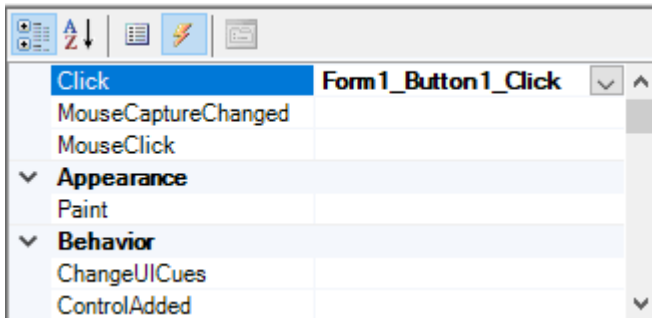 Click Form1_Button1_Click
MouseCaptureChanged
MouseClick
Appearance
Paint
Behavior
ChangeUICues
ControlAdded